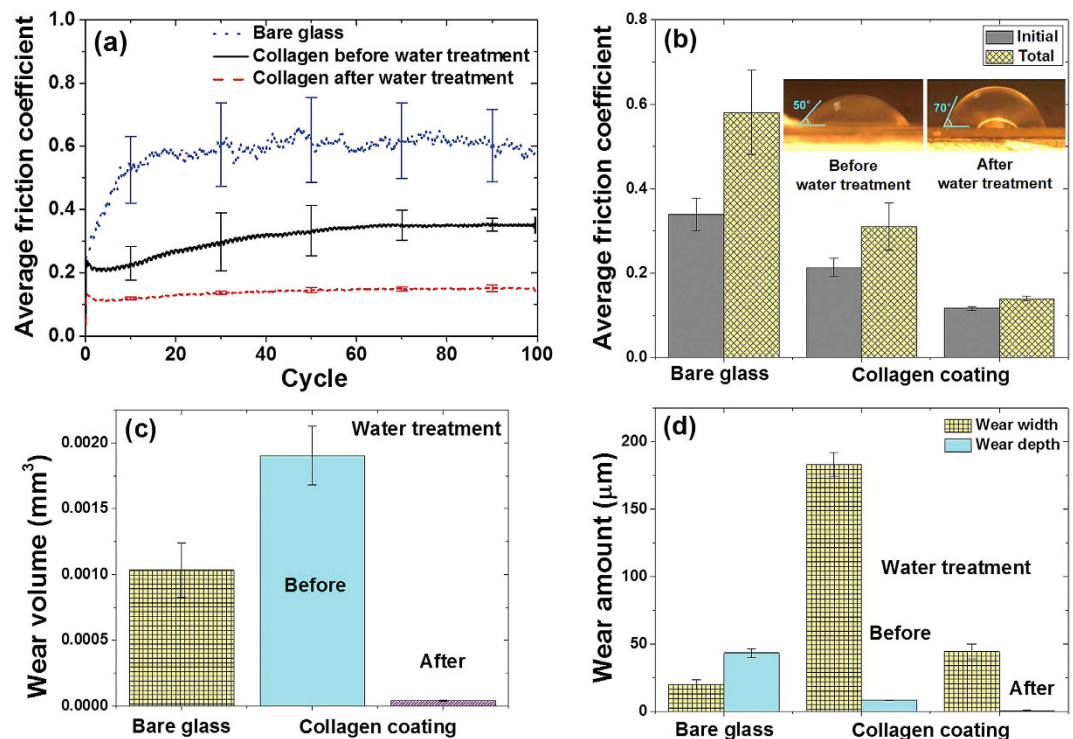 (a)
Bare glass
Collagen before water treatment
Collagen after water treatment
Average friction coefficient
1.0
0.8
0.6
0.4
0.2
0.0
0
20
40
60
80
100
Cycle
(b)
Initial
Total
Average friction coefficient
0.8
0.6
0.4
0.2
0.0
50°
70°
Before
water treatment
After
water treatment
Bare glass
Collagen coating
(c)
Water treatment
Wear volume (mm³)
0.0020
0.0015
0.0010
0.0005
0.0000
Before
After
Bare glass
Collagen coating
(d)
Wear width
Wear depth
Wear amount (μm)
200
150
100
50
0
Water treatment
Before
After
Bare glass
Collagen coating